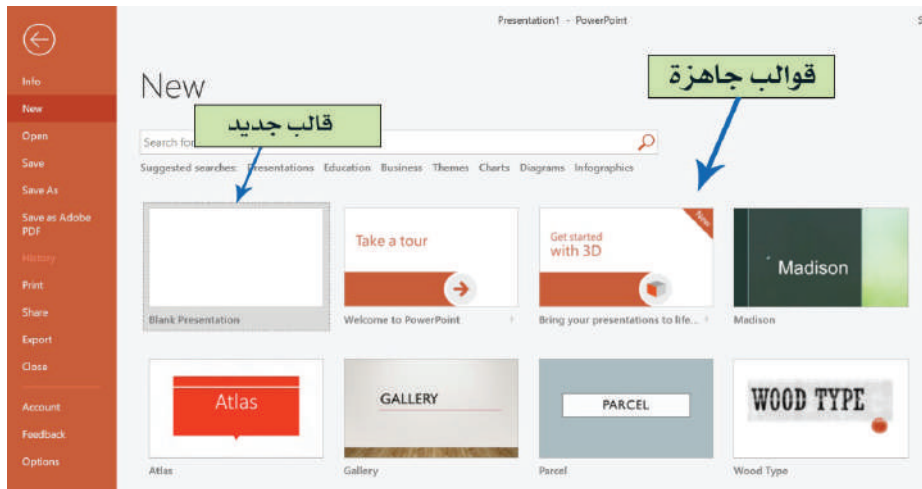 Presentation1 - PowerPoint
Info
New
Open
Save
Save As
Save as Adobe
PDF
History
Print
Share
Export
Close
Account
Feedback
Options
New
قوالب جاهزة
قالب جديد
Search for
Suggested searches: Presentations Education Business Themes Charts Diagrams Infographics
Take a tour
Get started
with 3D
New
Madison
Blank Presentation
Welcome to PowerPoint
Bring your presentations to life...
Madison
Atlas
GALLERY
PARCEL
WOOD TYPE
Atlas
Gallery
Parcel
Wood Type